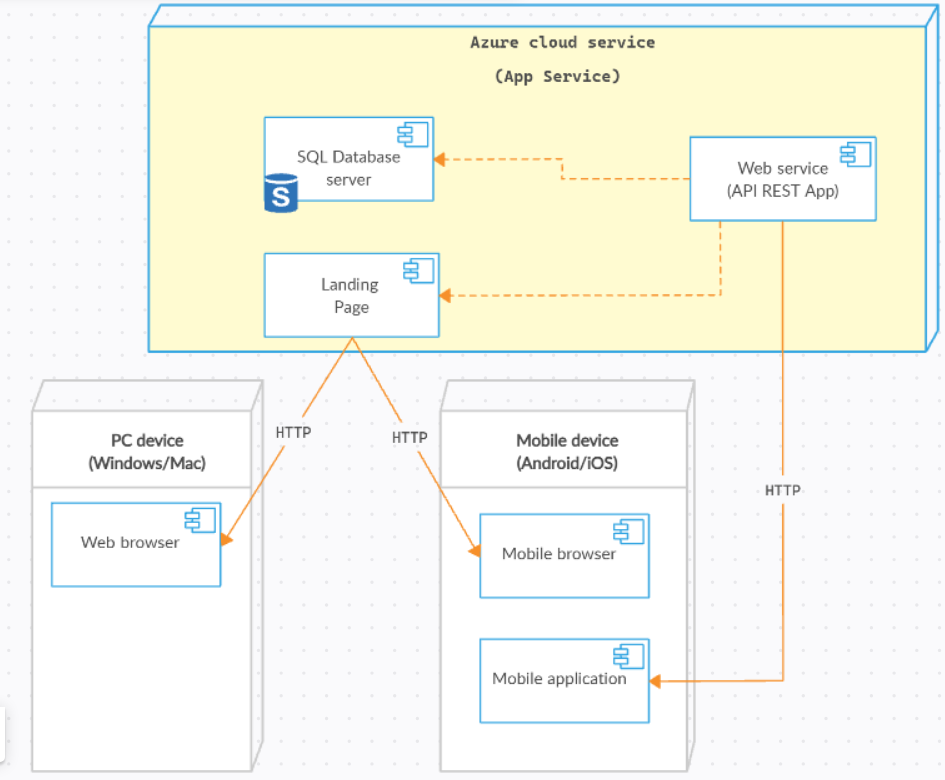 Azure cloud service
(App Service)
SQL Database
server
S
Web service
(API REST App)
Landing
Page
HTTP
HTTP
PC device
(Windows/Mac)
Mobile device
(Android/iOS)
HTTP
Web browser
Mobile browser
Mobile application